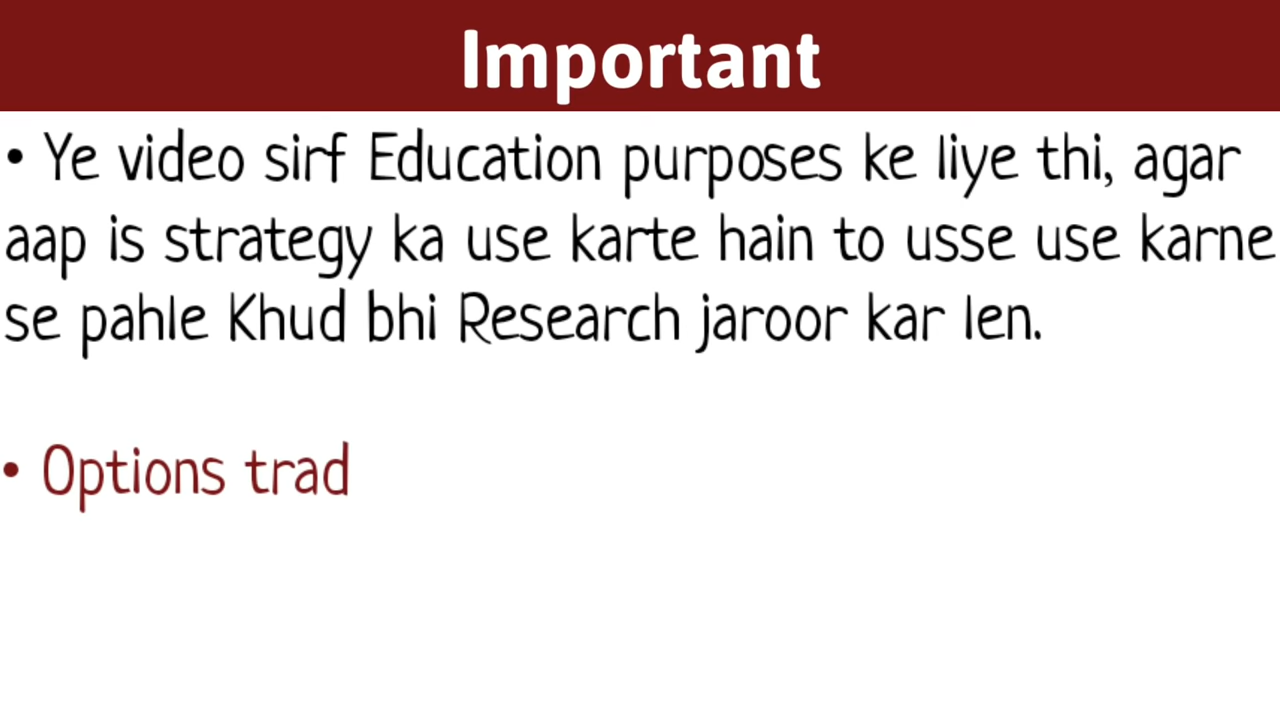 Important
• Ye video sirf Education purposes ke liye thi, agar
aap is strategy ka use karte hain to usse use karne
se pahle Khud bhi Research jaroor kar len.
• Options trad